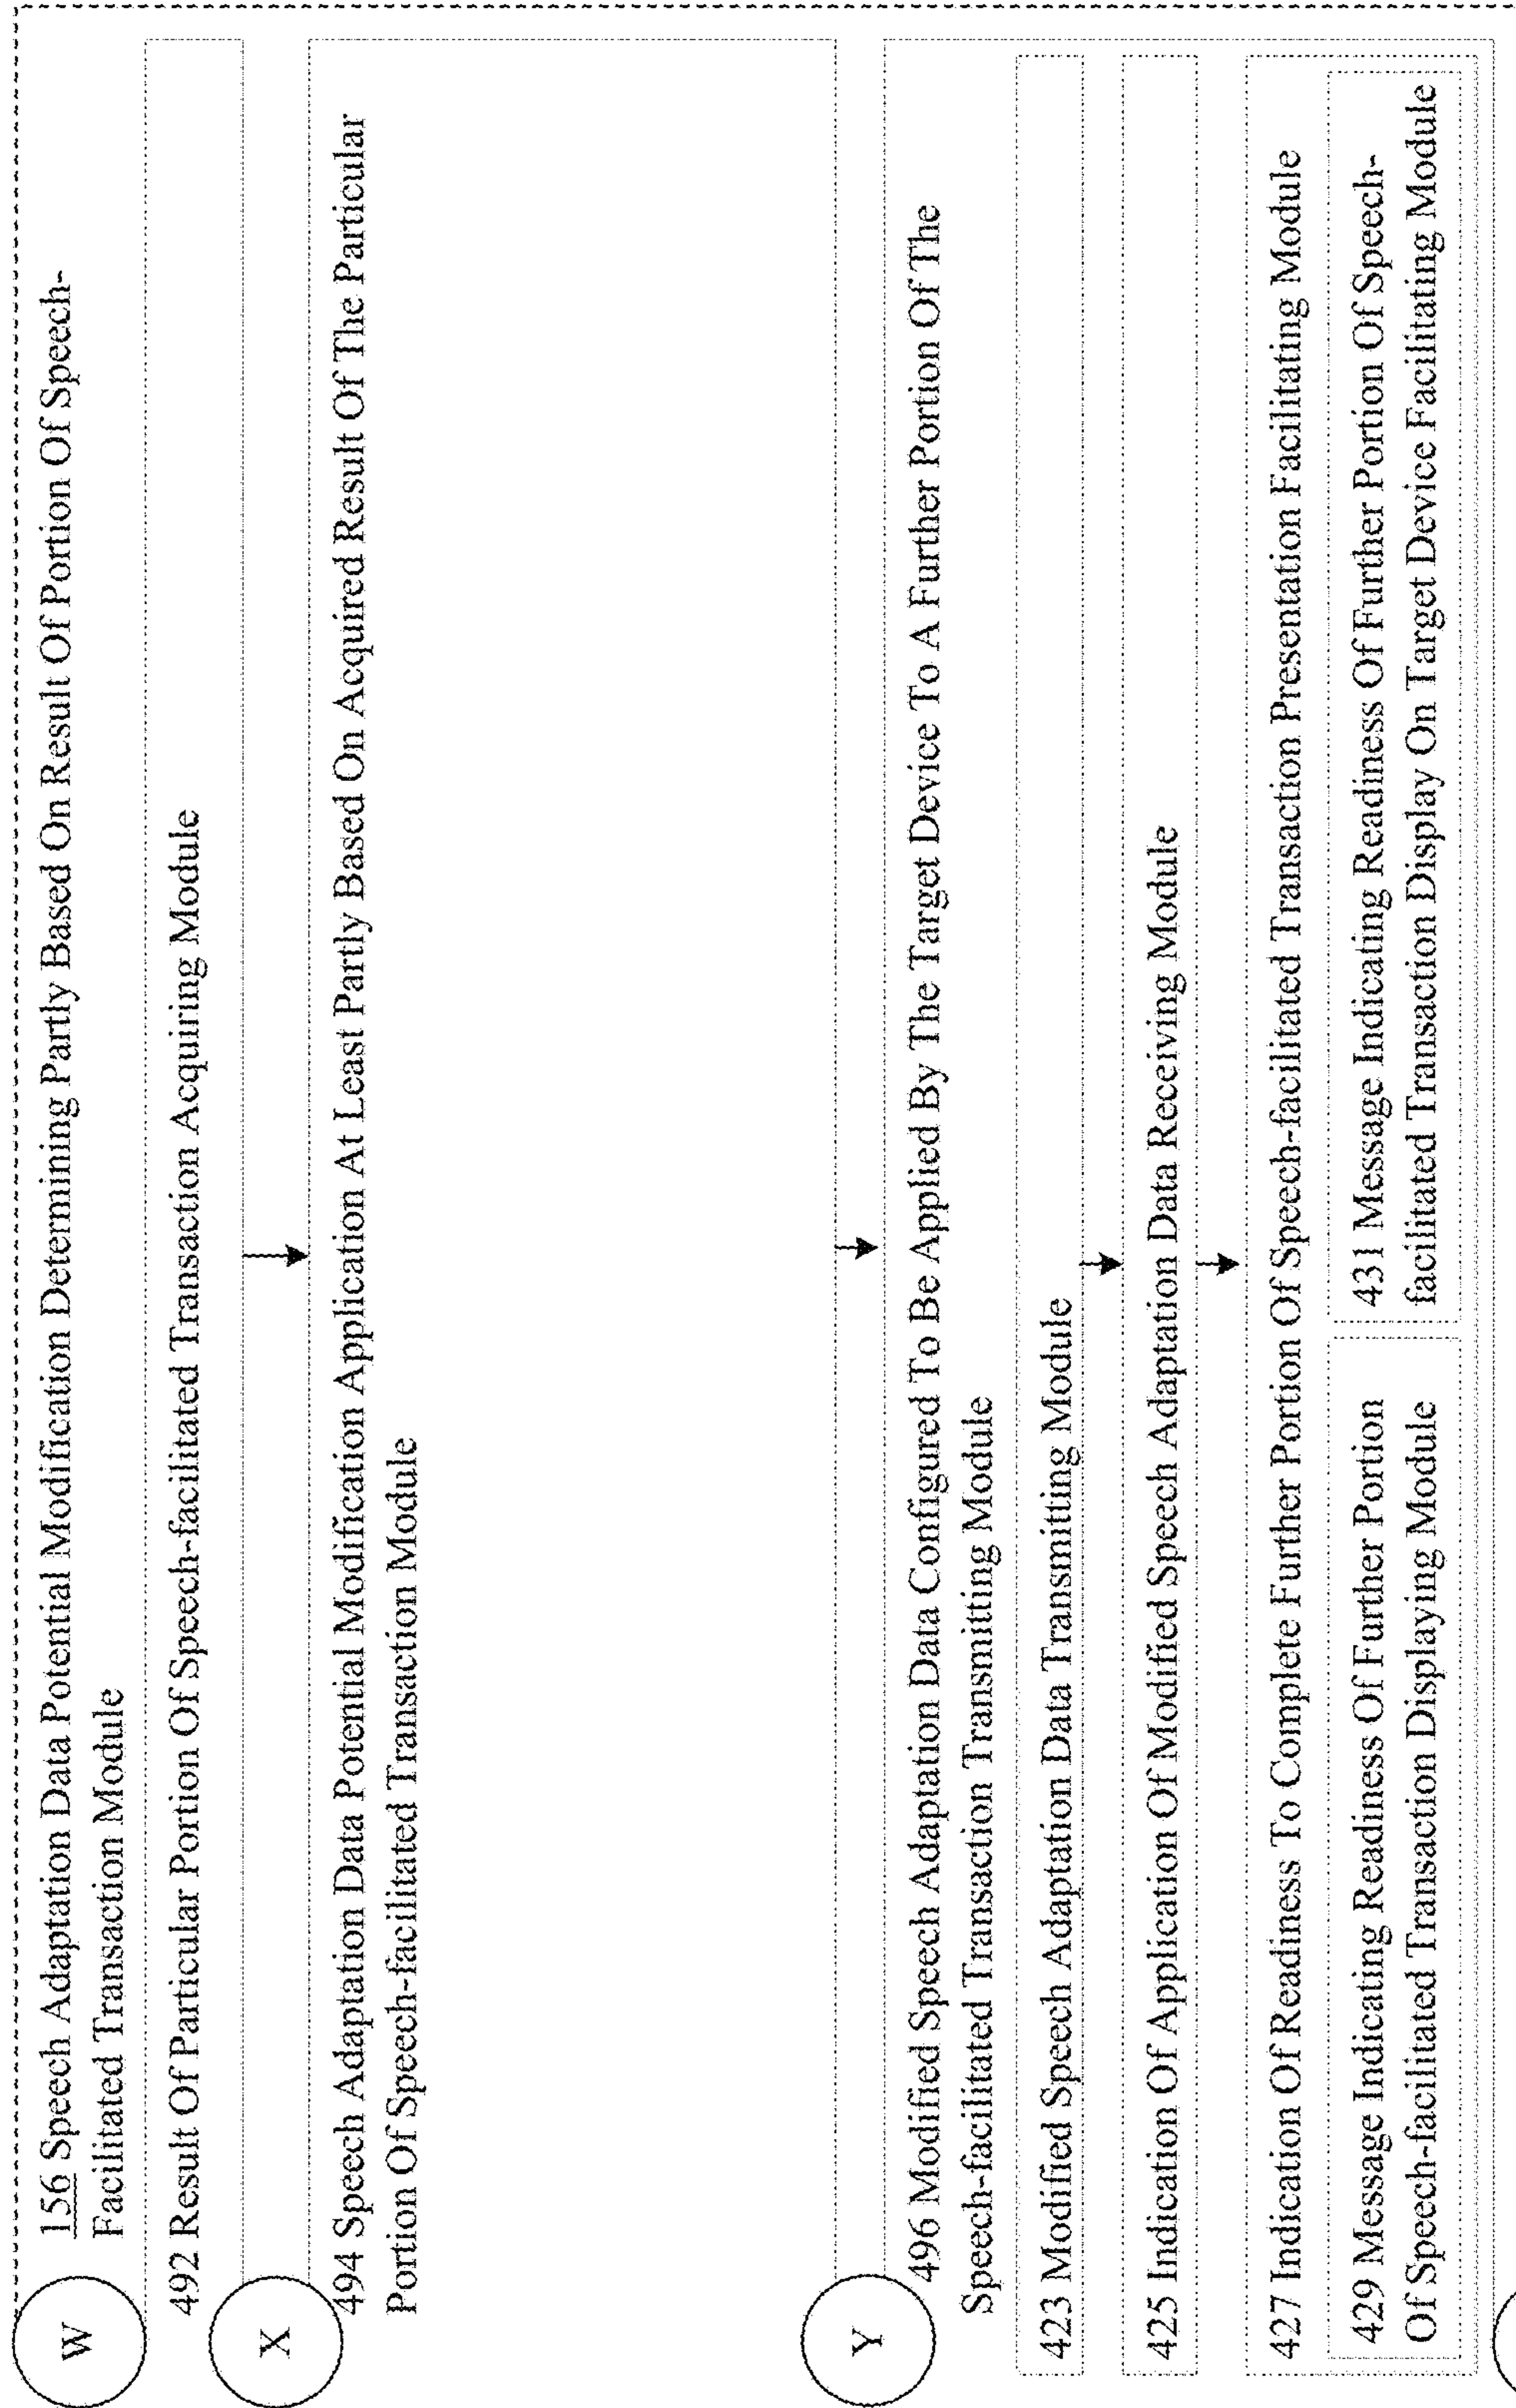 W
156 Speech Adaptation Data Potential Modification Determining Partly Based On Result Of Portion Of Speech-
Facilitated Transaction Module
492 Result Of Particular Portion Of Speech-facilitated Transaction Acquiring Module
X
494 Speech Adaptation Data Potential Modification Application At Least Partly Based On Acquired Result Of The Particular
Portion Of Speech-facilitated Transaction Module
Y
496 Modified Speech Adaptation Data Configured To Be Applied By The Target Device To A Further Portion Of The
Speech-facilitated Transaction Transmitting Module
423 Modified Speech Adaptation Data Transmitting Module
425 Indication Of Application Of Modified Speech Adaptation Data Receiving Module
427 Indication Of Readiness To Complete Further Portion Of Speech-facilitated Transaction Presentation Facilitating Module
429 Message Indicating Readiness Of Further Portion
Of Speech-facilitated Transaction Displaying Module
431 Message Indicating Readiness Of Further Portion Of Speech-
facilitated Transaction Display On Target Device Facilitating Module